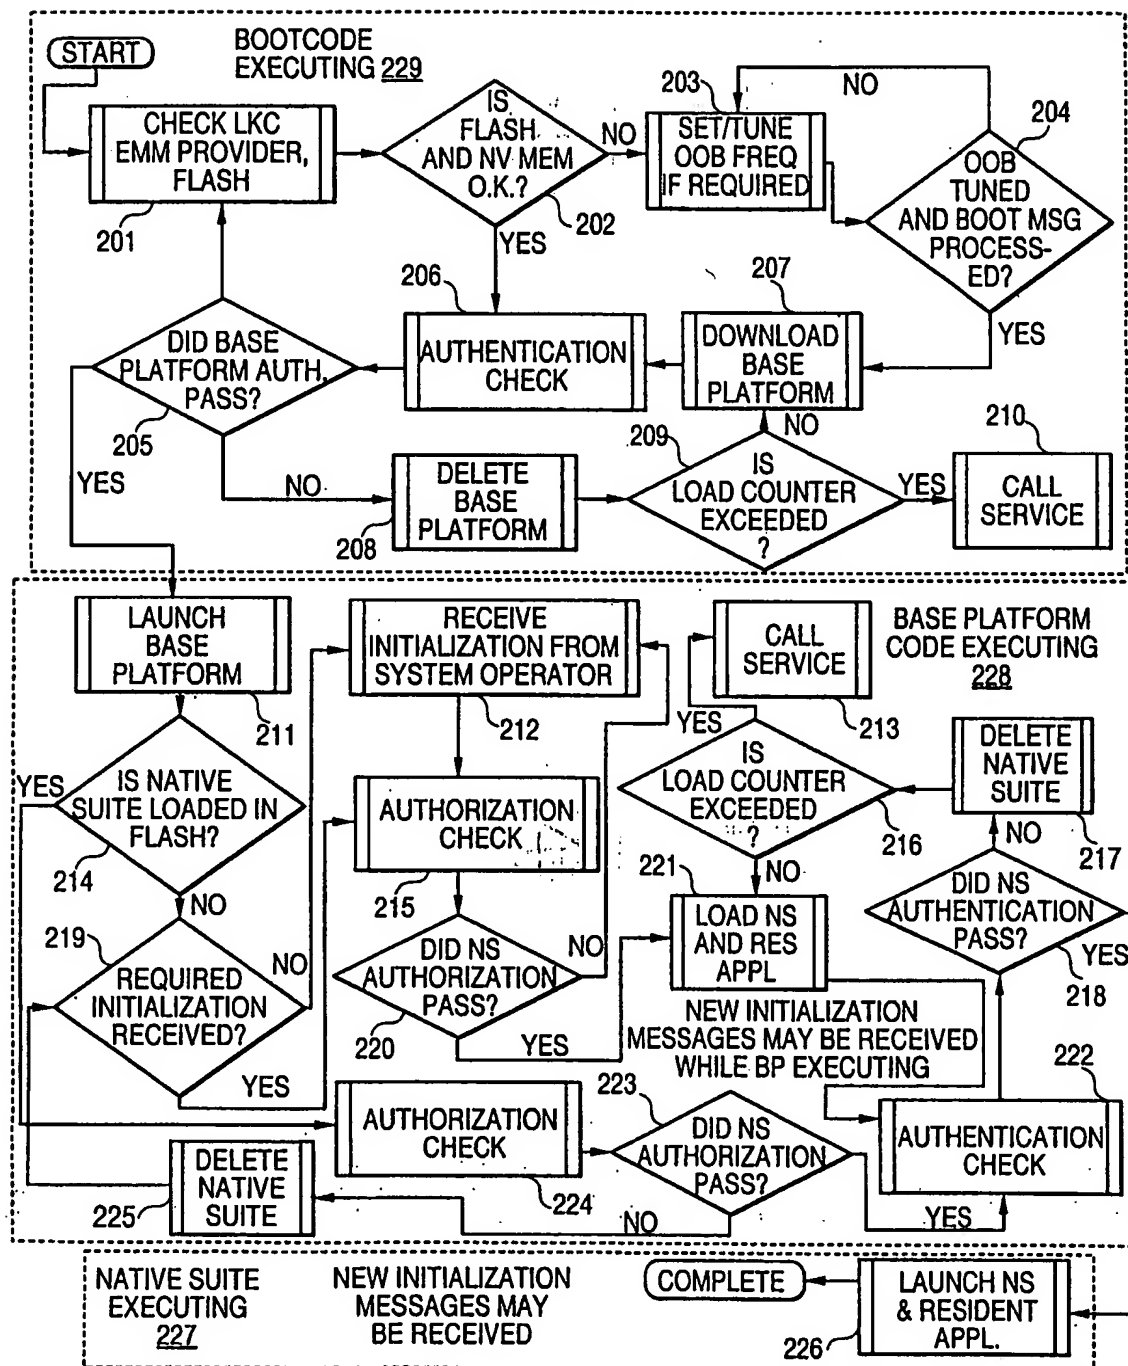 START
BOOTCODE
EXECUTING 229
CHECK LKC
EMM PROVIDER,
FLASH
201
IS
FLASH
AND NV MEM
O.K.?
202
NO
YES
203
SET/TUNE
OOB FREQ
IF REQUIRED
NO
204
OOB
TUNED
AND BOOT MSG
PROCESS-
ED?
YES
206
AUTHENTICATION
CHECK
207
DOWNLOAD
BASE
PLATFORM
DID BASE
PLATFORM AUTH.
PASS?
205
YES
NO
DELETE
BASE
PLATFORM
208
209
NO
IS
LOAD COUNTER
EXCEEDED
?
YES
210
CALL
SERVICE
LAUNCH
BASE
PLATFORM
211
RECEIVE
INITIALIZATION FROM
SYSTEM OPERATOR
212
CALL
SERVICE
213
BASE PLATFORM
CODE EXECUTING
228
YES
IS NATIVE
SUITE LOADED IN
FLASH?
214
NO
AUTHORIZATION
CHECK
215
YES
IS
LOAD COUNTER
EXCEEDED
?
216
NO
DELETE
NATIVE
SUITE
217
NO
219
REQUIRED
INITIALIZATION
RECEIVED?
NO
YES
DID NS
AUTHORIZATION
PASS?
220
NO
YES
221
LOAD NS
AND RES
APPL
DID NS
AUTHENTICATION
PASS?
YES
218
NEW INITIALIZATION
MESSAGES MAY BE RECEIVED
WHILE BP EXECUTING
AUTHORIZATION
CHECK
224
223
DID NS
AUTHORIZATION
PASS?
NO
YES
222
AUTHENTICATION
CHECK
DELETE
NATIVE
SUITE
225
NATIVE SUITE
EXECUTING
227
NEW INITIALIZATION
MESSAGES MAY
BE RECEIVED
COMPLETE
LAUNCH NS
& RESIDENT
APPL.
226